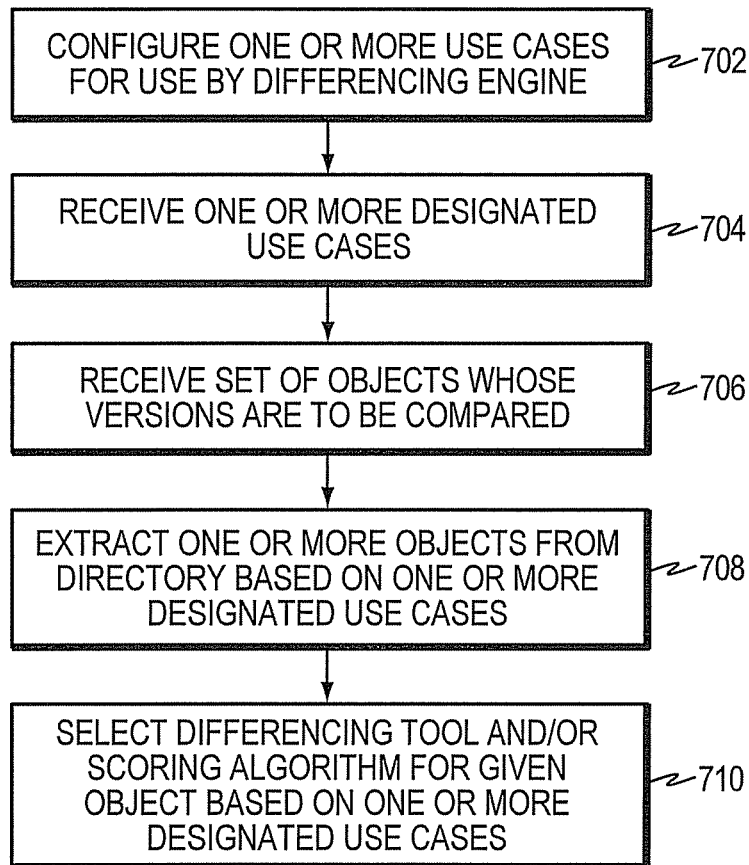 CONFIGURE ONE OR MORE USE CASES
FOR USE BY DIFFERENCING ENGINE
702
RECEIVE ONE OR MORE DESIGNATED
USE CASES
704
RECEIVE SET OF OBJECTS WHOSE
VERSIONS ARE TO BE COMPARED
706
EXTRACT ONE OR MORE OBJECTS FROM
DIRECTORY BASED ON ONE OR MORE
DESIGNATED USE CASES
708
SELECT DIFFERENCING TOOL AND/OR
SCORING ALGORITHM FOR GIVEN
OBJECT BASED ON ONE OR MORE
DESIGNATED USE CASES
710